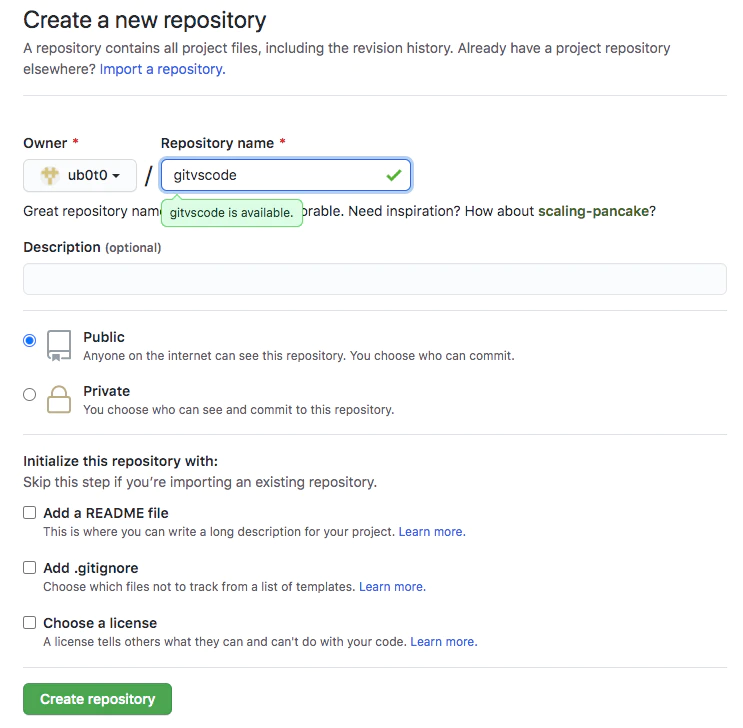 Create a new repository
A repository contains all project files, including the revision history. Already have a project repository
elsewhere? Import a repository.
Owner *
Repository name *
ub0t0 / gitvscode
Great repository nam gitvscode is available. orable. Need inspiration? How about scaling-pancake?
Description (optional)
Public
Anyone on the internet can see this repository. You choose who can commit.
Private
You choose who can see and commit to this repository.
Initialize this repository with:
Skip this step if you’re importing an existing repository.
Add a README file
This is where you can write a long description for your project. Learn more.
Add .gitignore
Choose which files not to track from a list of templates. Learn more.
Choose a license
A license tells others what they can and can't do with your code. Learn more.
Create repository